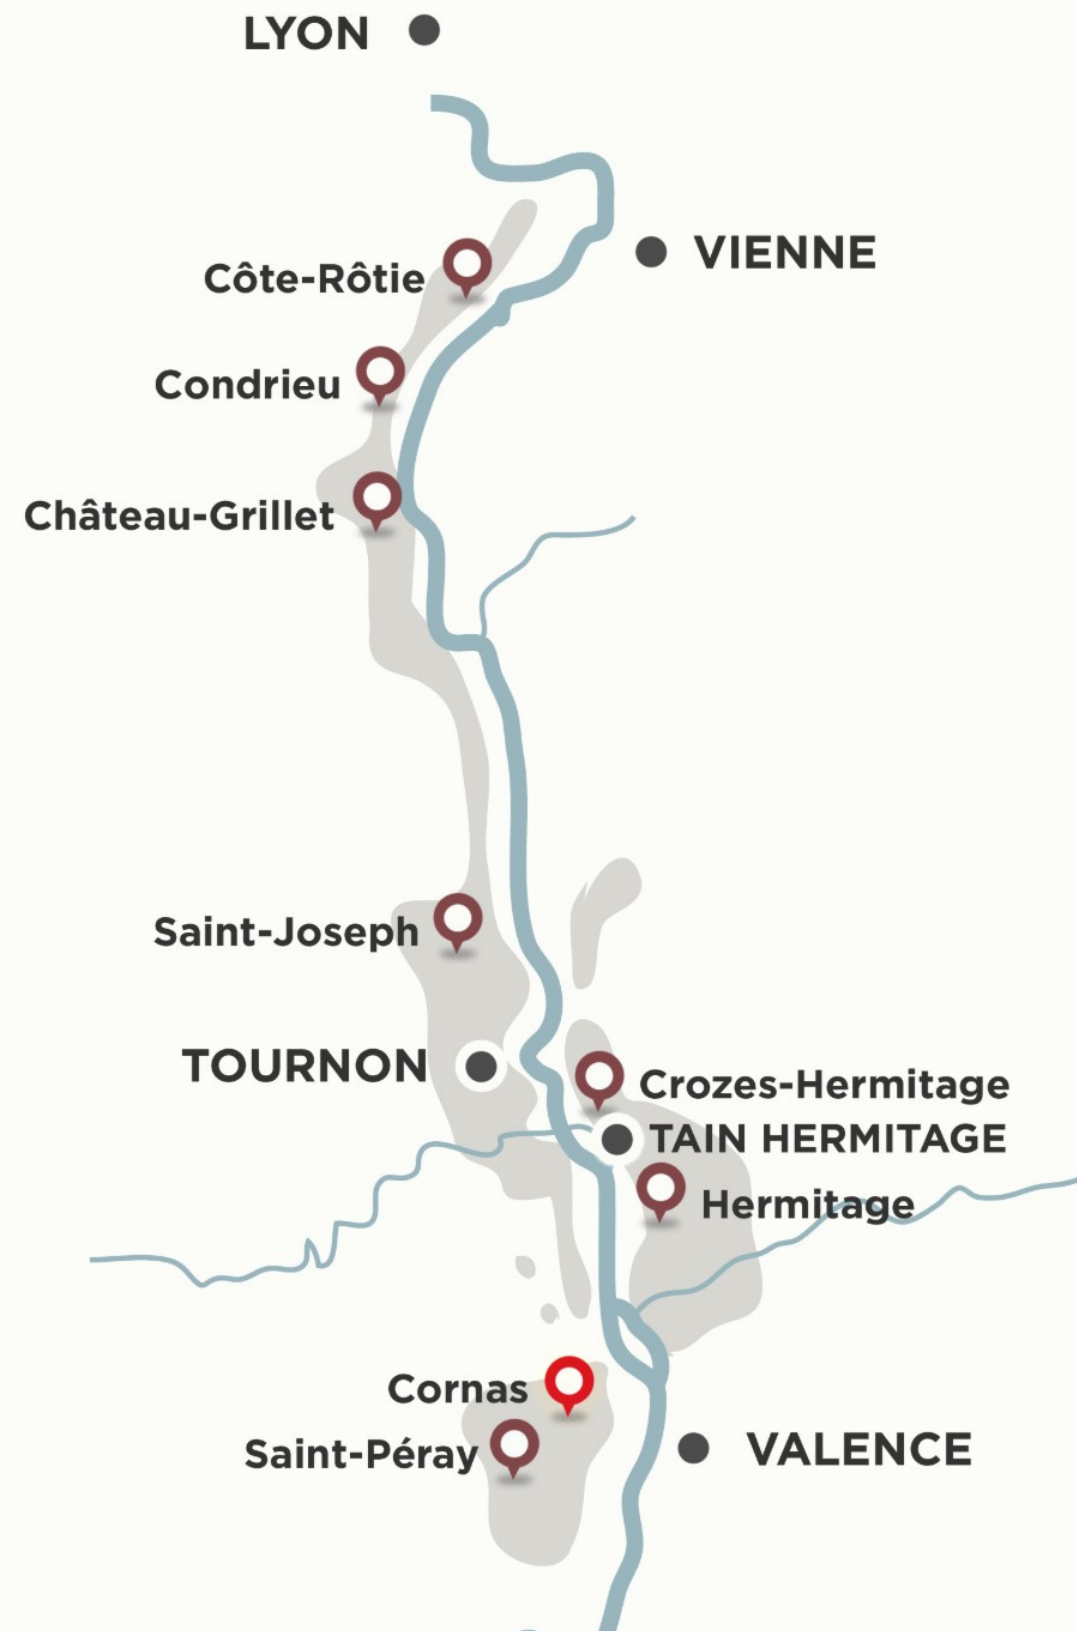 LYON
VIENNE
Côte-Rôtie
Condrieu
Château-Grillet
Saint-Joseph
TOURNON
Crozes-Hermitage
TAIN HERMITAGE
Hermitage
Cornas
Saint-Péray
VALENCE